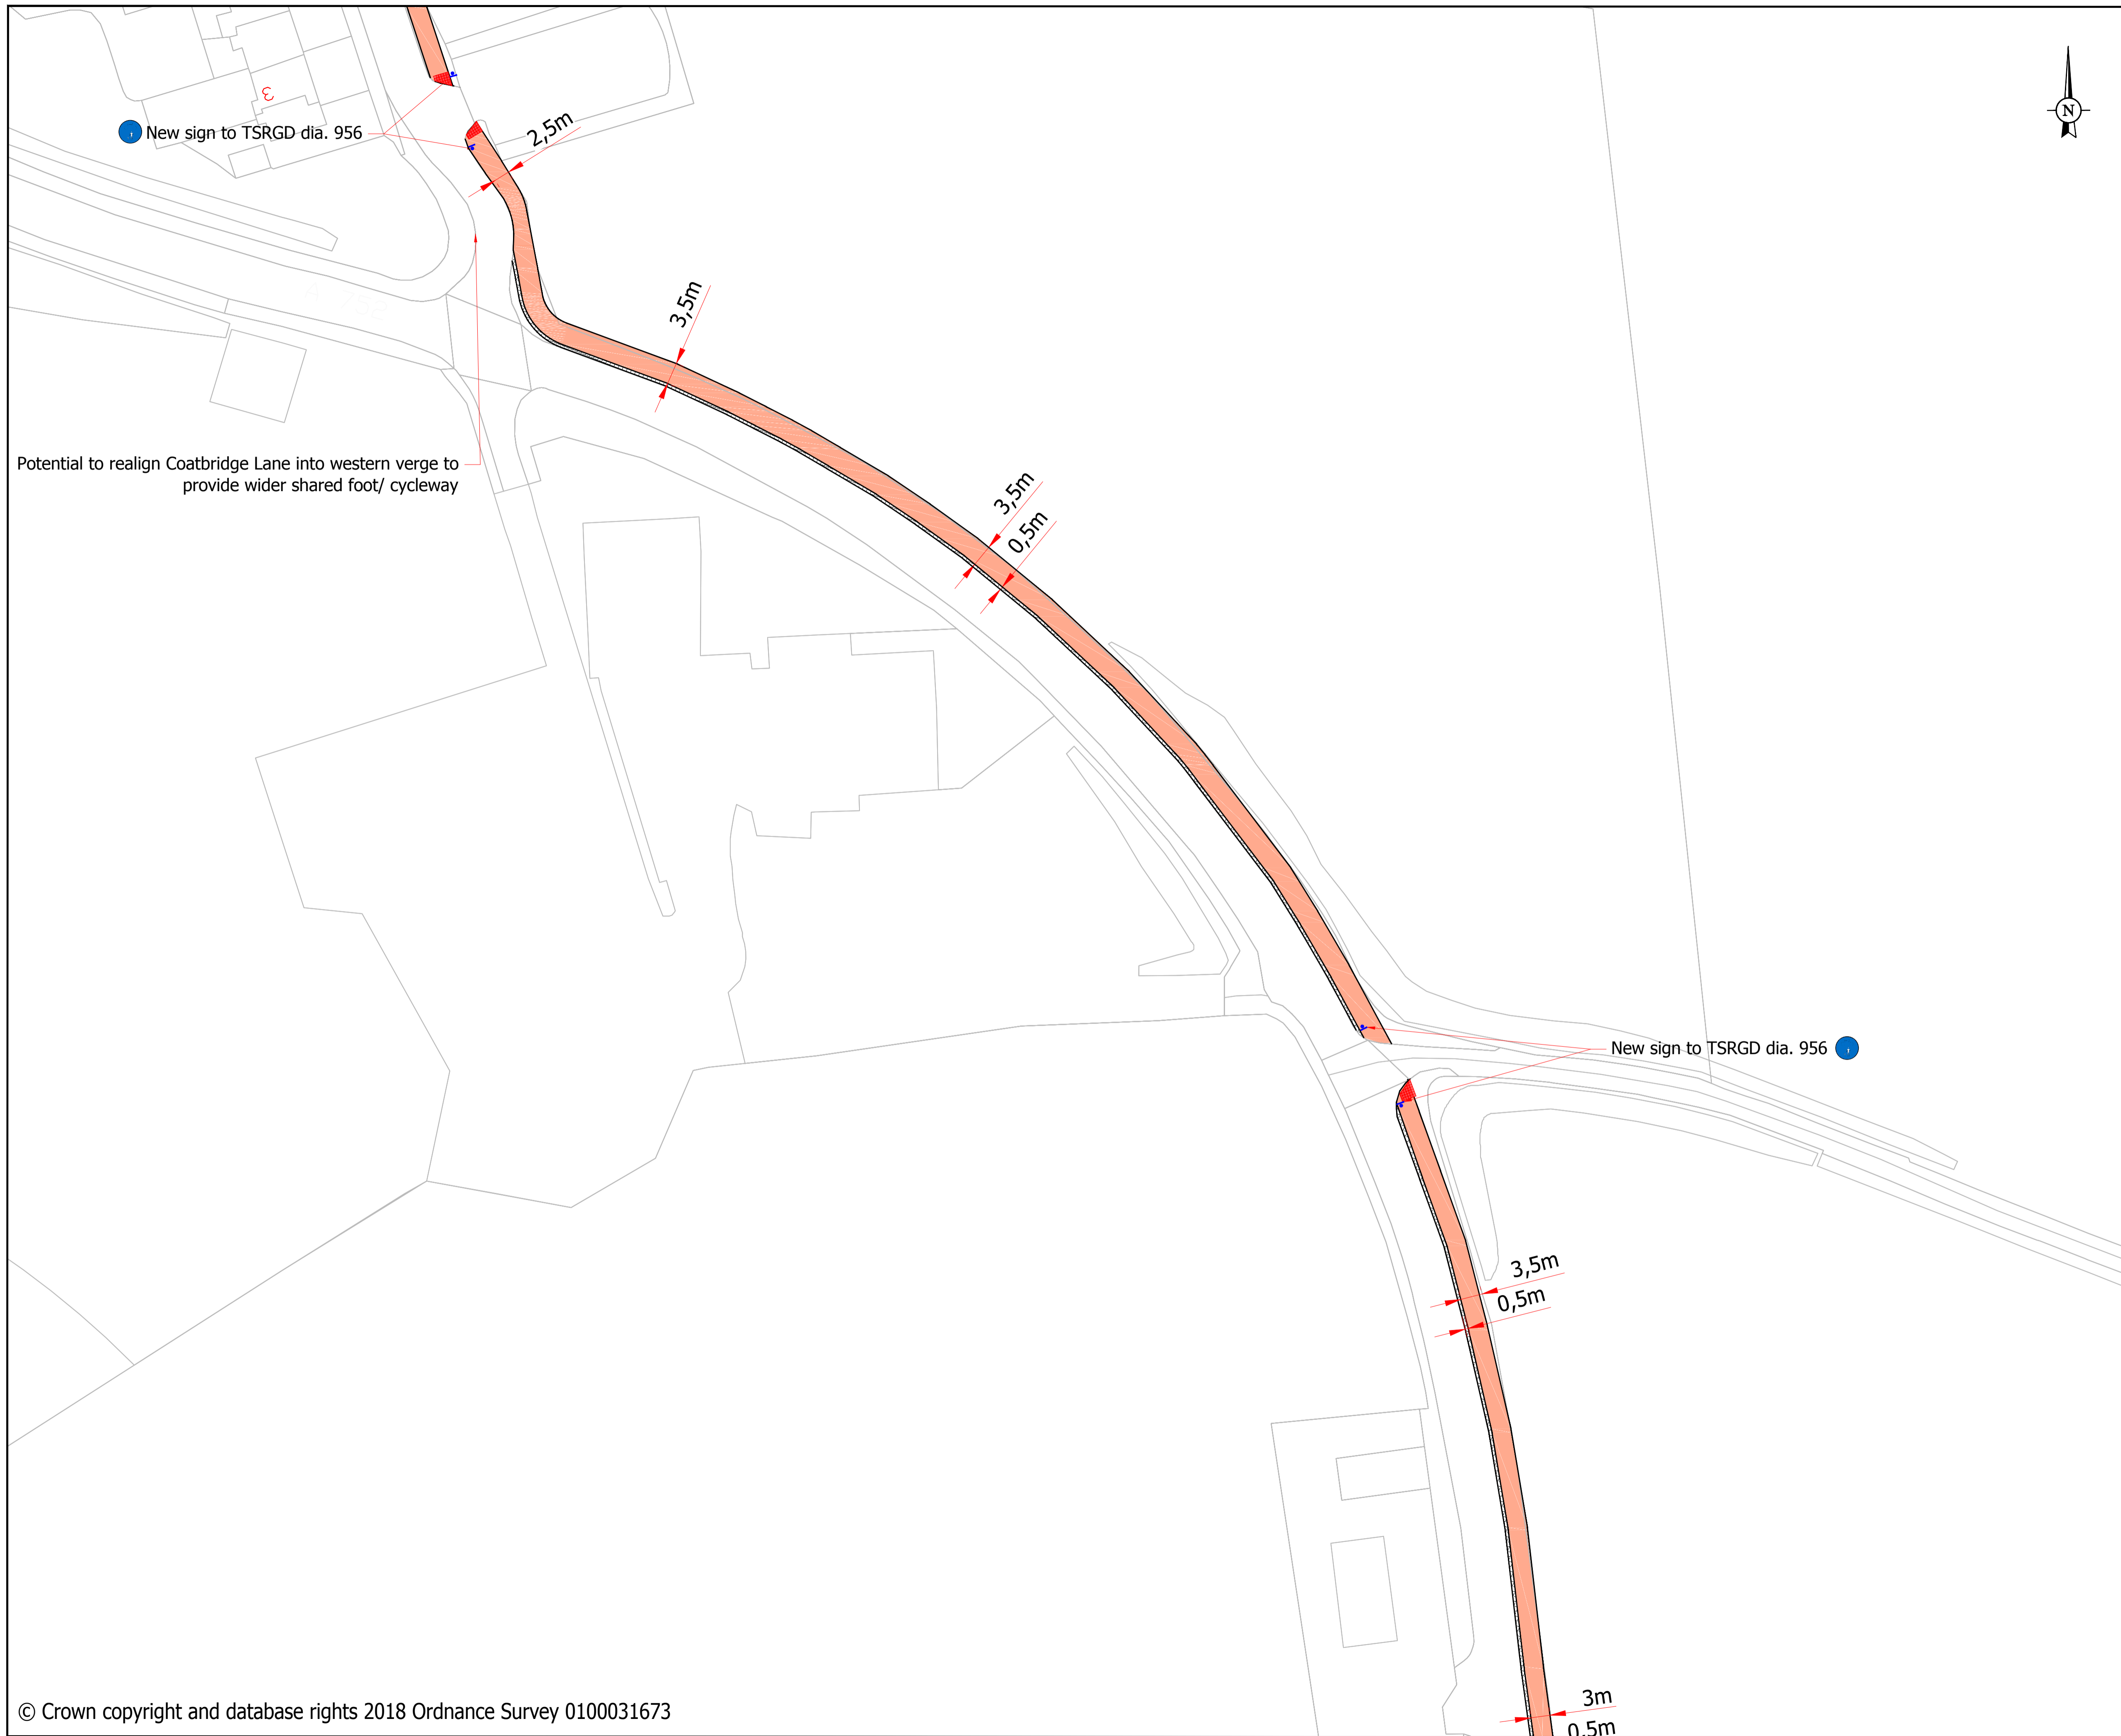 N
3
New sign to TSRGD dia. 956
2,5m
3,5m
Potential to realign Coatbridge Lane into western verge to
provide wider shared foot/ cycleway
3,5m
0,5m
New sign to TSRGD dia. 956
3,5m
0,5m
3m
0.5m
© Crown copyright and database rights 2018 Ordnance Survey 0100031673